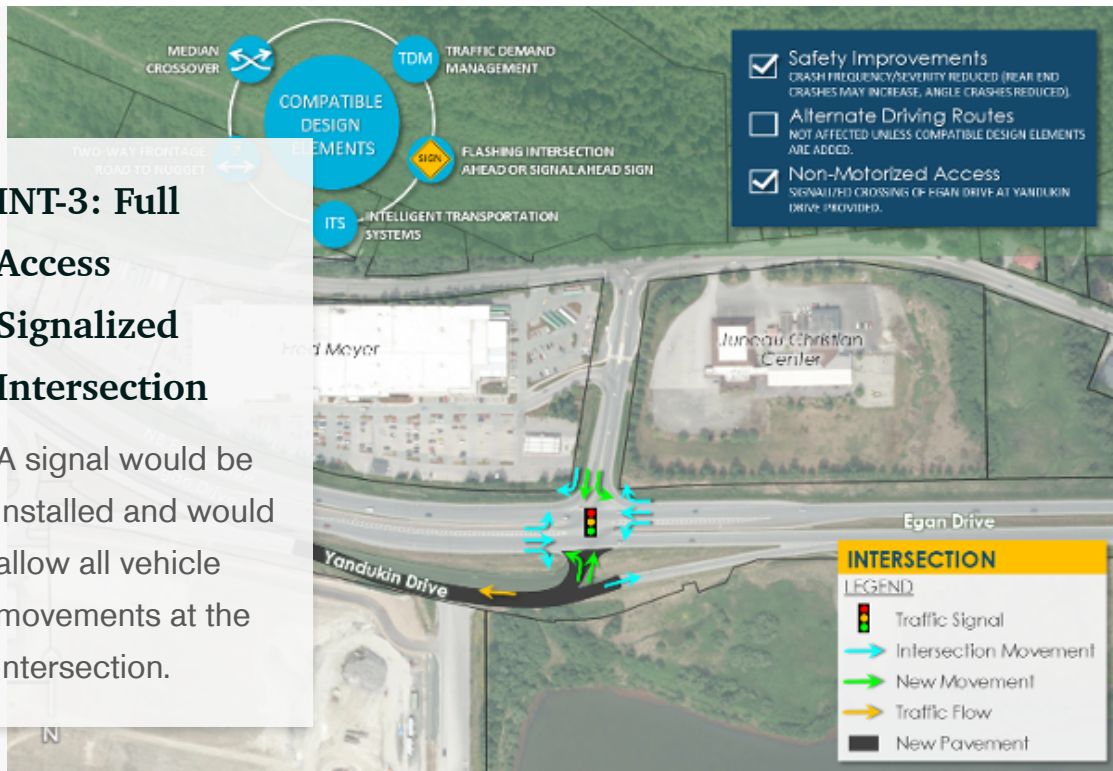 MEDIAN
CROSSOVER
TDM
TRAFFIC DEMAND
MANAGEMENT
COMPATIBLE
DESIGN
ELEMENTS
TWO-WAY FRONTAGE
ROAD TO NUGGET
SIGN
FLASHING INTERSECTION
AHEAD OR SIGNAL AHEAD SIGN
ITS
INTELLIGENT TRANSPORTATION
SYSTEMS
Safety Improvements
CRASH FREQUENCY/SEVERITY REDUCED (REAR END
CRASHES MAY INCREASE, ANGLE CRASHES REDUCED).
Alternate Driving Routes
NOT AFFECTED UNLESS COMPATIBLE DESIGN ELEMENTS
ARE ADDED.
Non-Motorized Access
SIGNALIZED CROSSING OF EGAN DRIVE AT YANDUKIN
DRIVE PROVIDED.
INT-3: Full
Access
Signalized
Intersection
A signal would be
installed and would
allow all vehicle
movements at the
intersection.
Fred Meyer
Juneau Christian
Center
Egan Drive
Yandukin Drive
INTERSECTION
LEGEND
Traffic Signal
Intersection Movement
New Movement
Traffic Flow
New Pavement
N